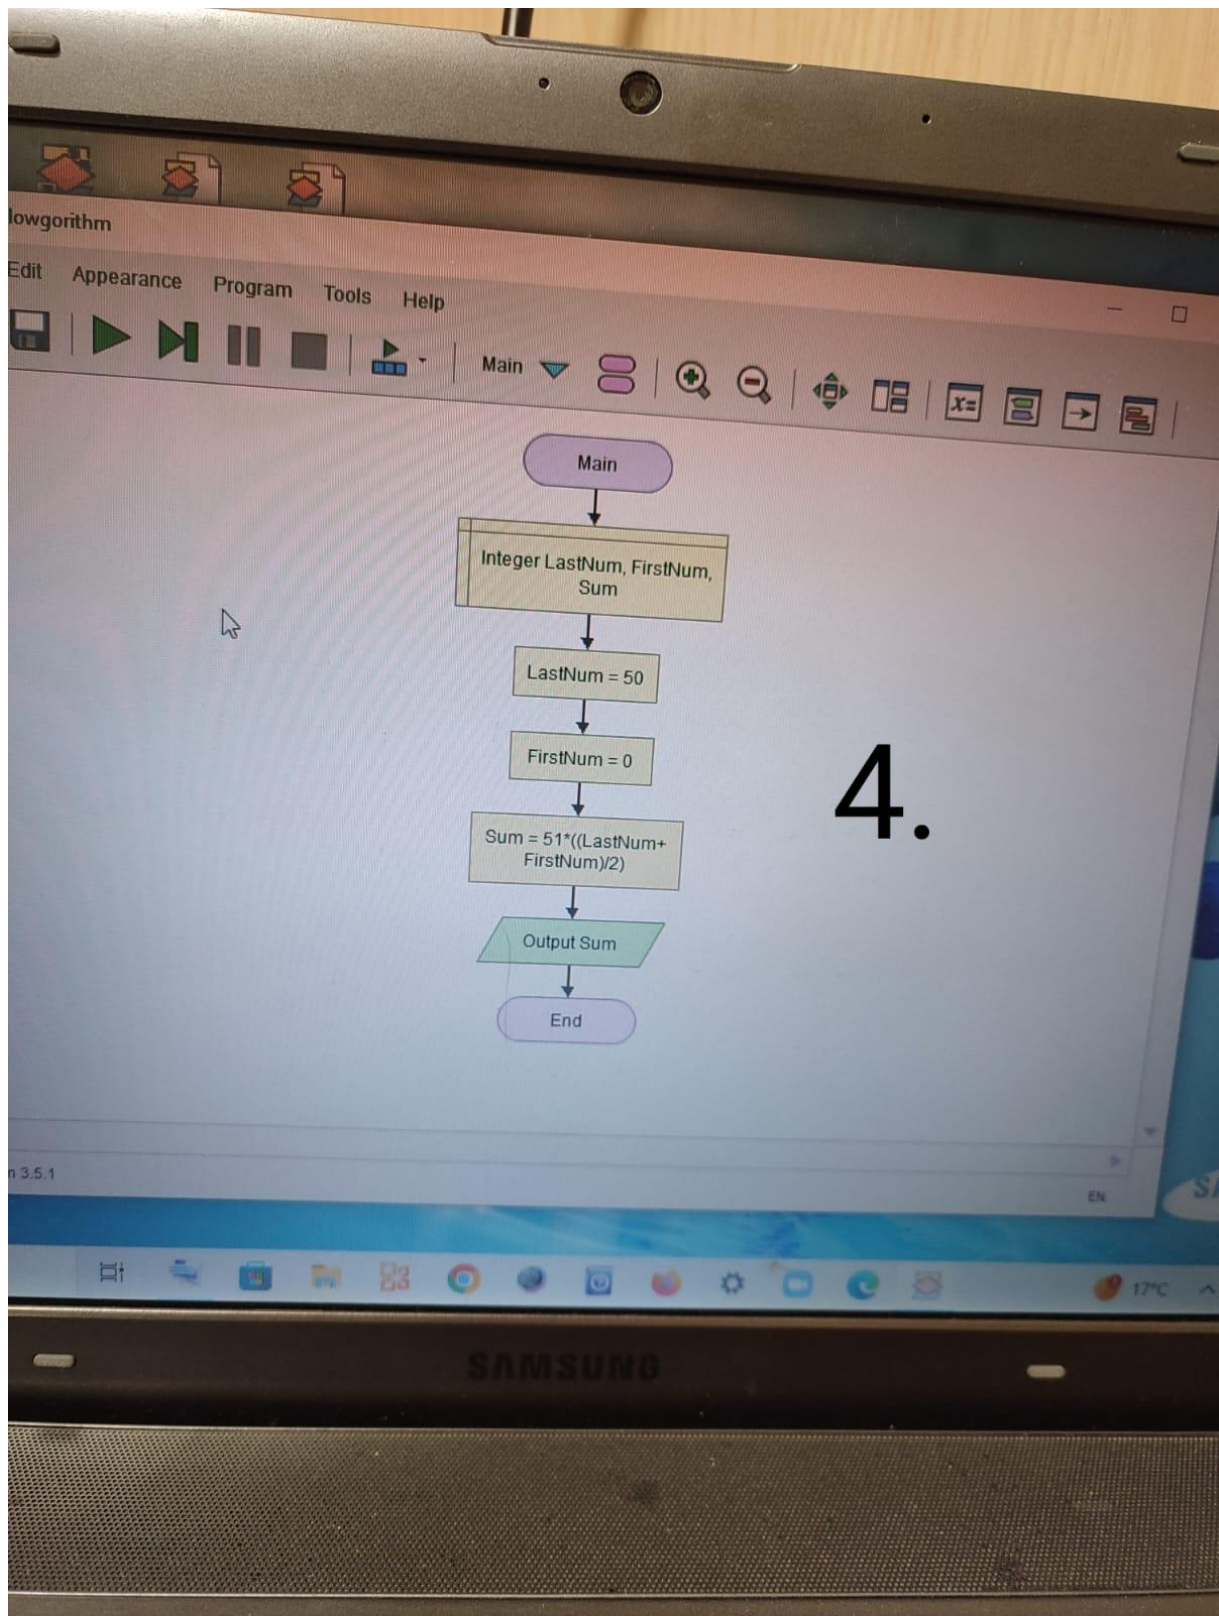 lowgorithm
Edit Appearance Program Tools Help
Main
x=
Main
Integer LastNum, FirstNum,
Sum
LastNum = 50
FirstNum = 0
Sum = 51*((LastNum+
FirstNum)/2)
Output Sum
End
4.
n 3.5.1
EN
SA
17°C
SAMSUNG